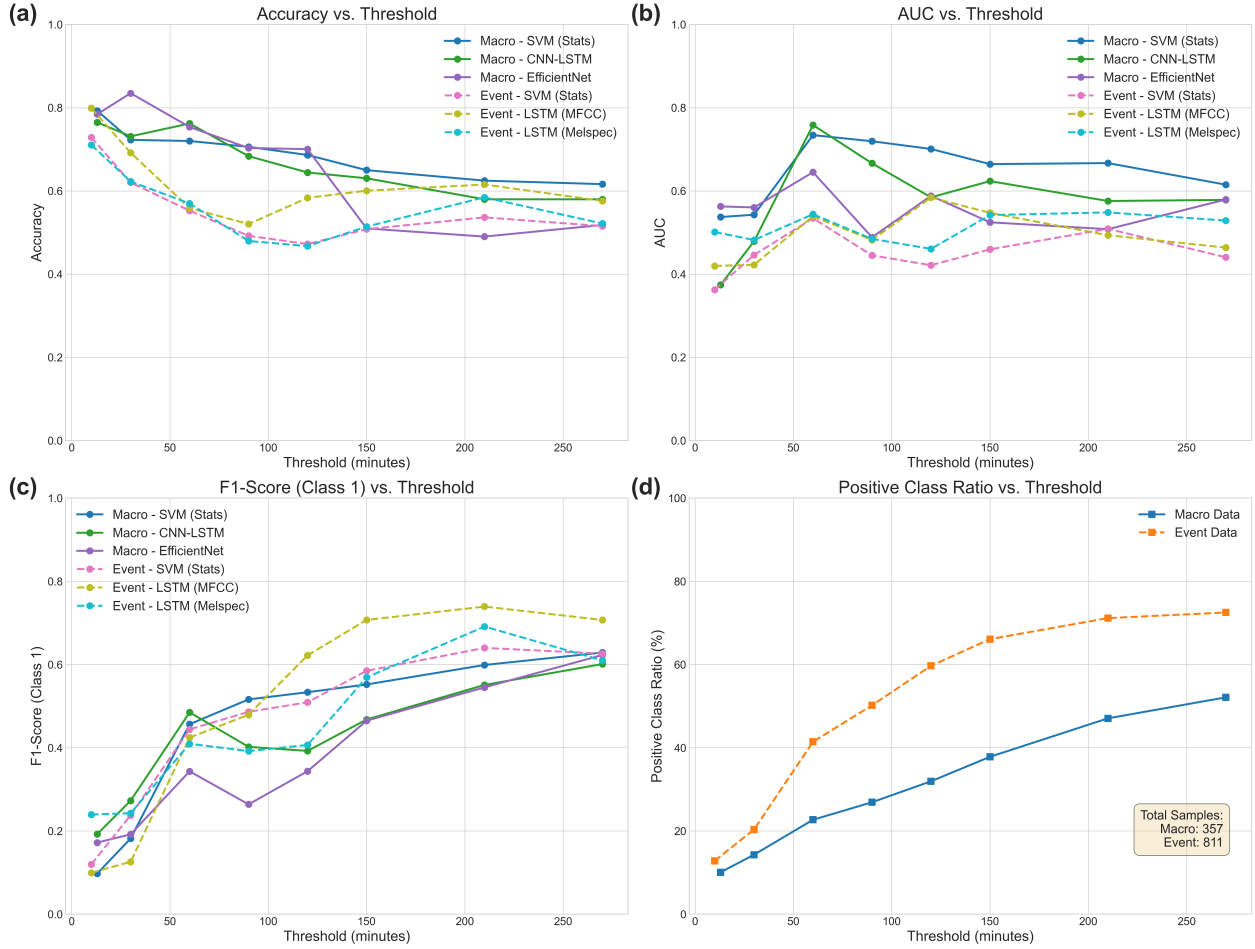 (a)
Accuracy vs. Threshold
1.0
0.8
0.6
0.4
0.2
0.0
Accuracy
Macro - SVM (Stats)
Macro - CNN-LSTM
Macro - EfficientNet
Event - SVM (Stats)
Event - LSTM (MFCC)
Event - LSTM (Melspec)
0 50 100 150 200 250
Threshold (minutes)
(b)
AUC vs. Threshold
1.0
0.8
0.6
0.4
0.2
0.0
AUC
Macro - SVM (Stats)
Macro - CNN-LSTM
Macro - EfficientNet
Event - SVM (Stats)
Event - LSTM (MFCC)
Event - LSTM (Melspec)
0 50 100 150 200 250
Threshold (minutes)
(c)
F1-Score (Class 1) vs. Threshold
1.0
0.8
0.6
0.4
0.2
0.0
F1-Score (Class 1)
Macro - SVM (Stats)
Macro - CNN-LSTM
Macro - EfficientNet
Event - SVM (Stats)
Event - LSTM (MFCC)
Event - LSTM (Melspec)
0 50 100 150 200 250
Threshold (minutes)
(d)
Positive Class Ratio vs. Threshold
100
80
60
40
20
0
Positive Class Ratio (%)
Macro Data
Event Data
Total Samples:
Macro: 357
Event: 811
0 50 100 150 200 250
Threshold (minutes)